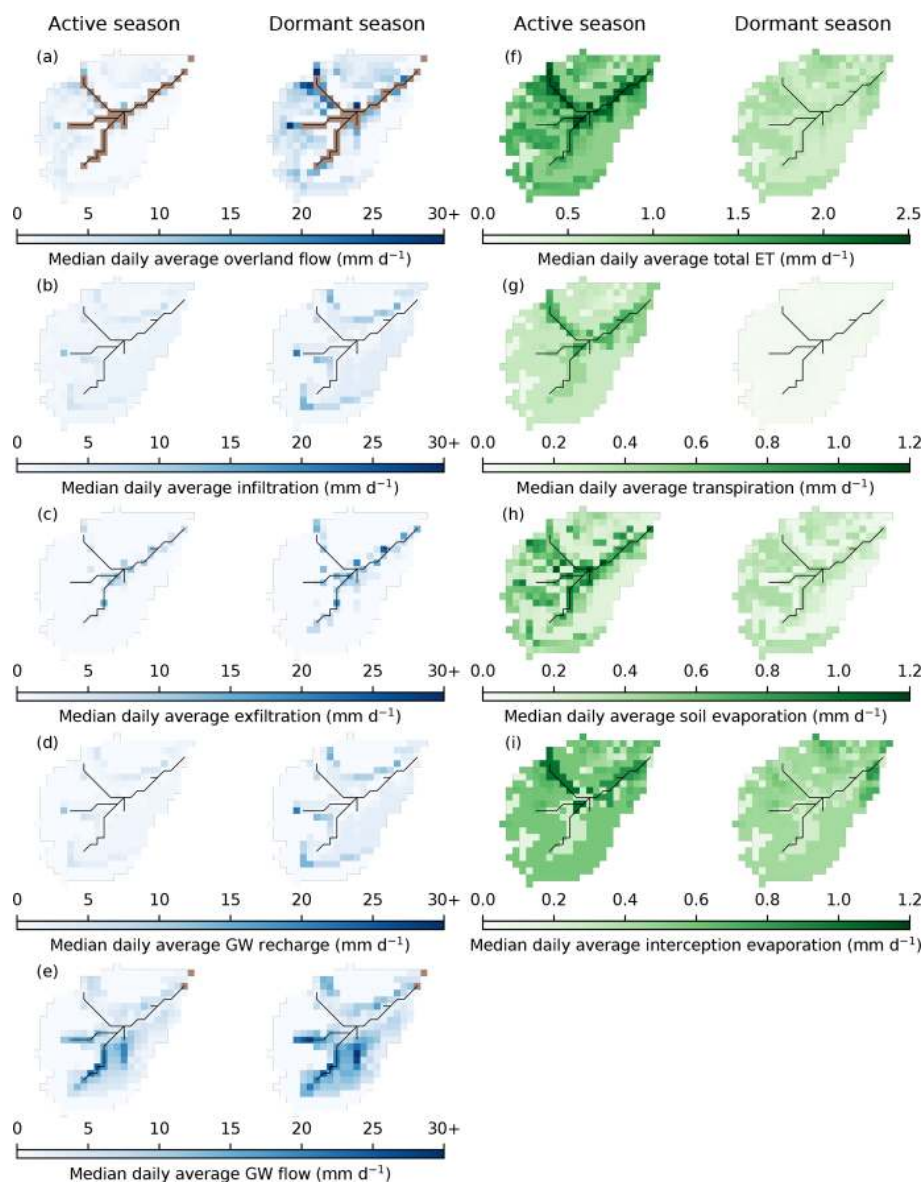 Active season Dormant season Active season Dormant season
(a) (f)
0 5 10 15 20 25 30+ 0.0 0.5 1.0 1.5 2.0 2.5
Median daily average overland flow (mm d⁻¹) Median daily average total ET (mm d⁻¹)
(b) (g)
0 5 10 15 20 25 30+ 0.0 0.2 0.4 0.6 0.8 1.0 1.2
Median daily average infiltration (mm d⁻¹) Median daily average transpiration (mm d⁻¹)
(c) (h)
0 5 10 15 20 25 30+ 0.0 0.2 0.4 0.6 0.8 1.0 1.2
Median daily average exfiltration (mm d⁻¹) Median daily average soil evaporation (mm d⁻¹)
(d) (i)
0 5 10 15 20 25 30+ 0.0 0.2 0.4 0.6 0.8 1.0 1.2
Median daily average GW recharge (mm d⁻¹) Median daily average interception evaporation (mm d⁻¹)
(e)
0 5 10 15 20 25 30+
Median daily average GW flow (mm d⁻¹)